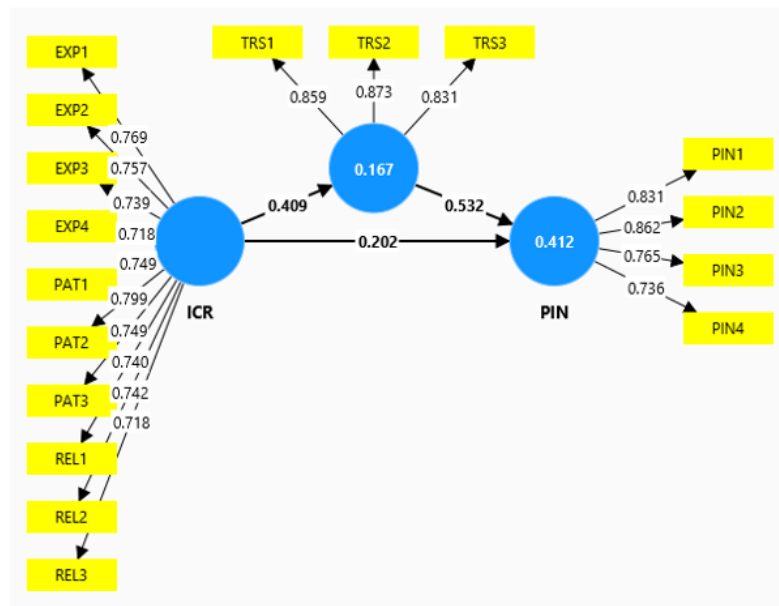 EXP1
EXP2
EXP3
EXP4
PAT1
PAT2
PAT3
REL1
REL2
REL3
0.769
0.757
0.739
0.718
0.749
0.799
0.749
0.740
0.742
0.718
ICR
TRS1
TRS2
TRS3
0.859
0.873
0.831
0.167
0.409
0.532
0.202
0.412
PIN
0.831
0.862
0.765
0.736
PIN1
PIN2
PIN3
PIN4